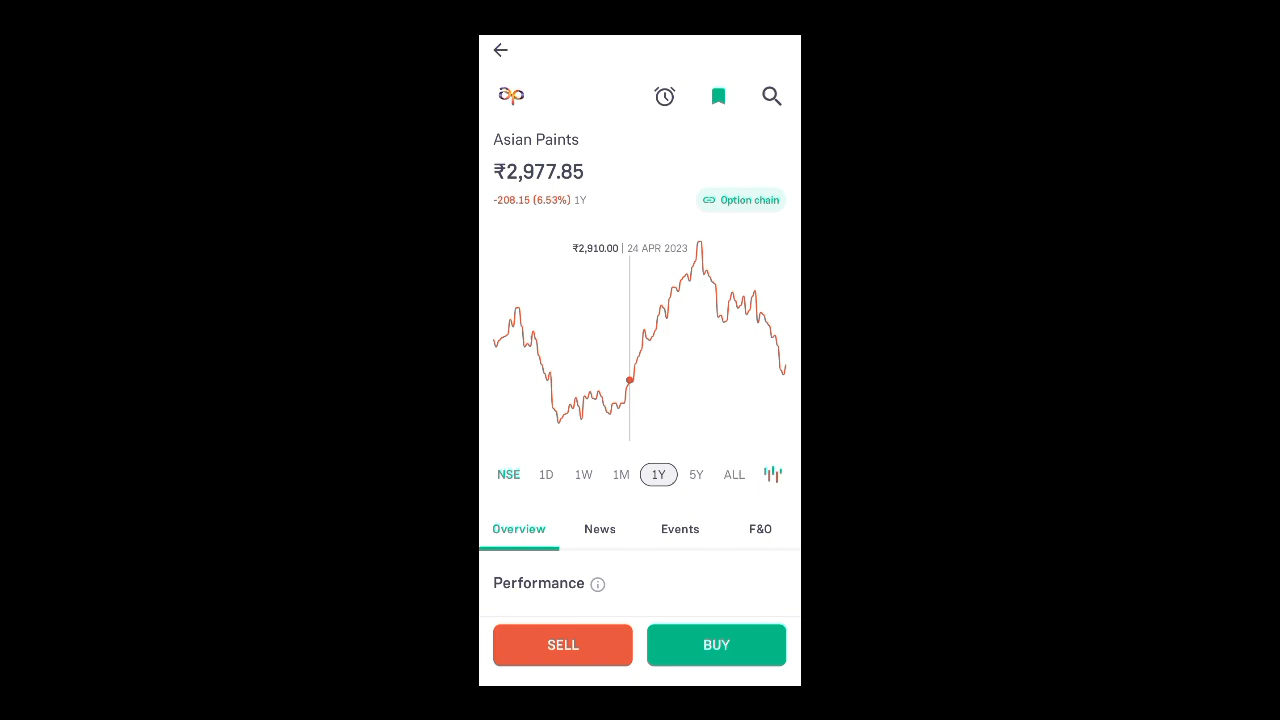 Asian Paints
₹2,977.85
-208.15 (6.53%) 1Y
Option chain
₹2,910.00 | 24 APR 2023
NSE 1D 1W 1M 1Y 5Y ALL
Overview News Events F&O
Performance
SELL BUY